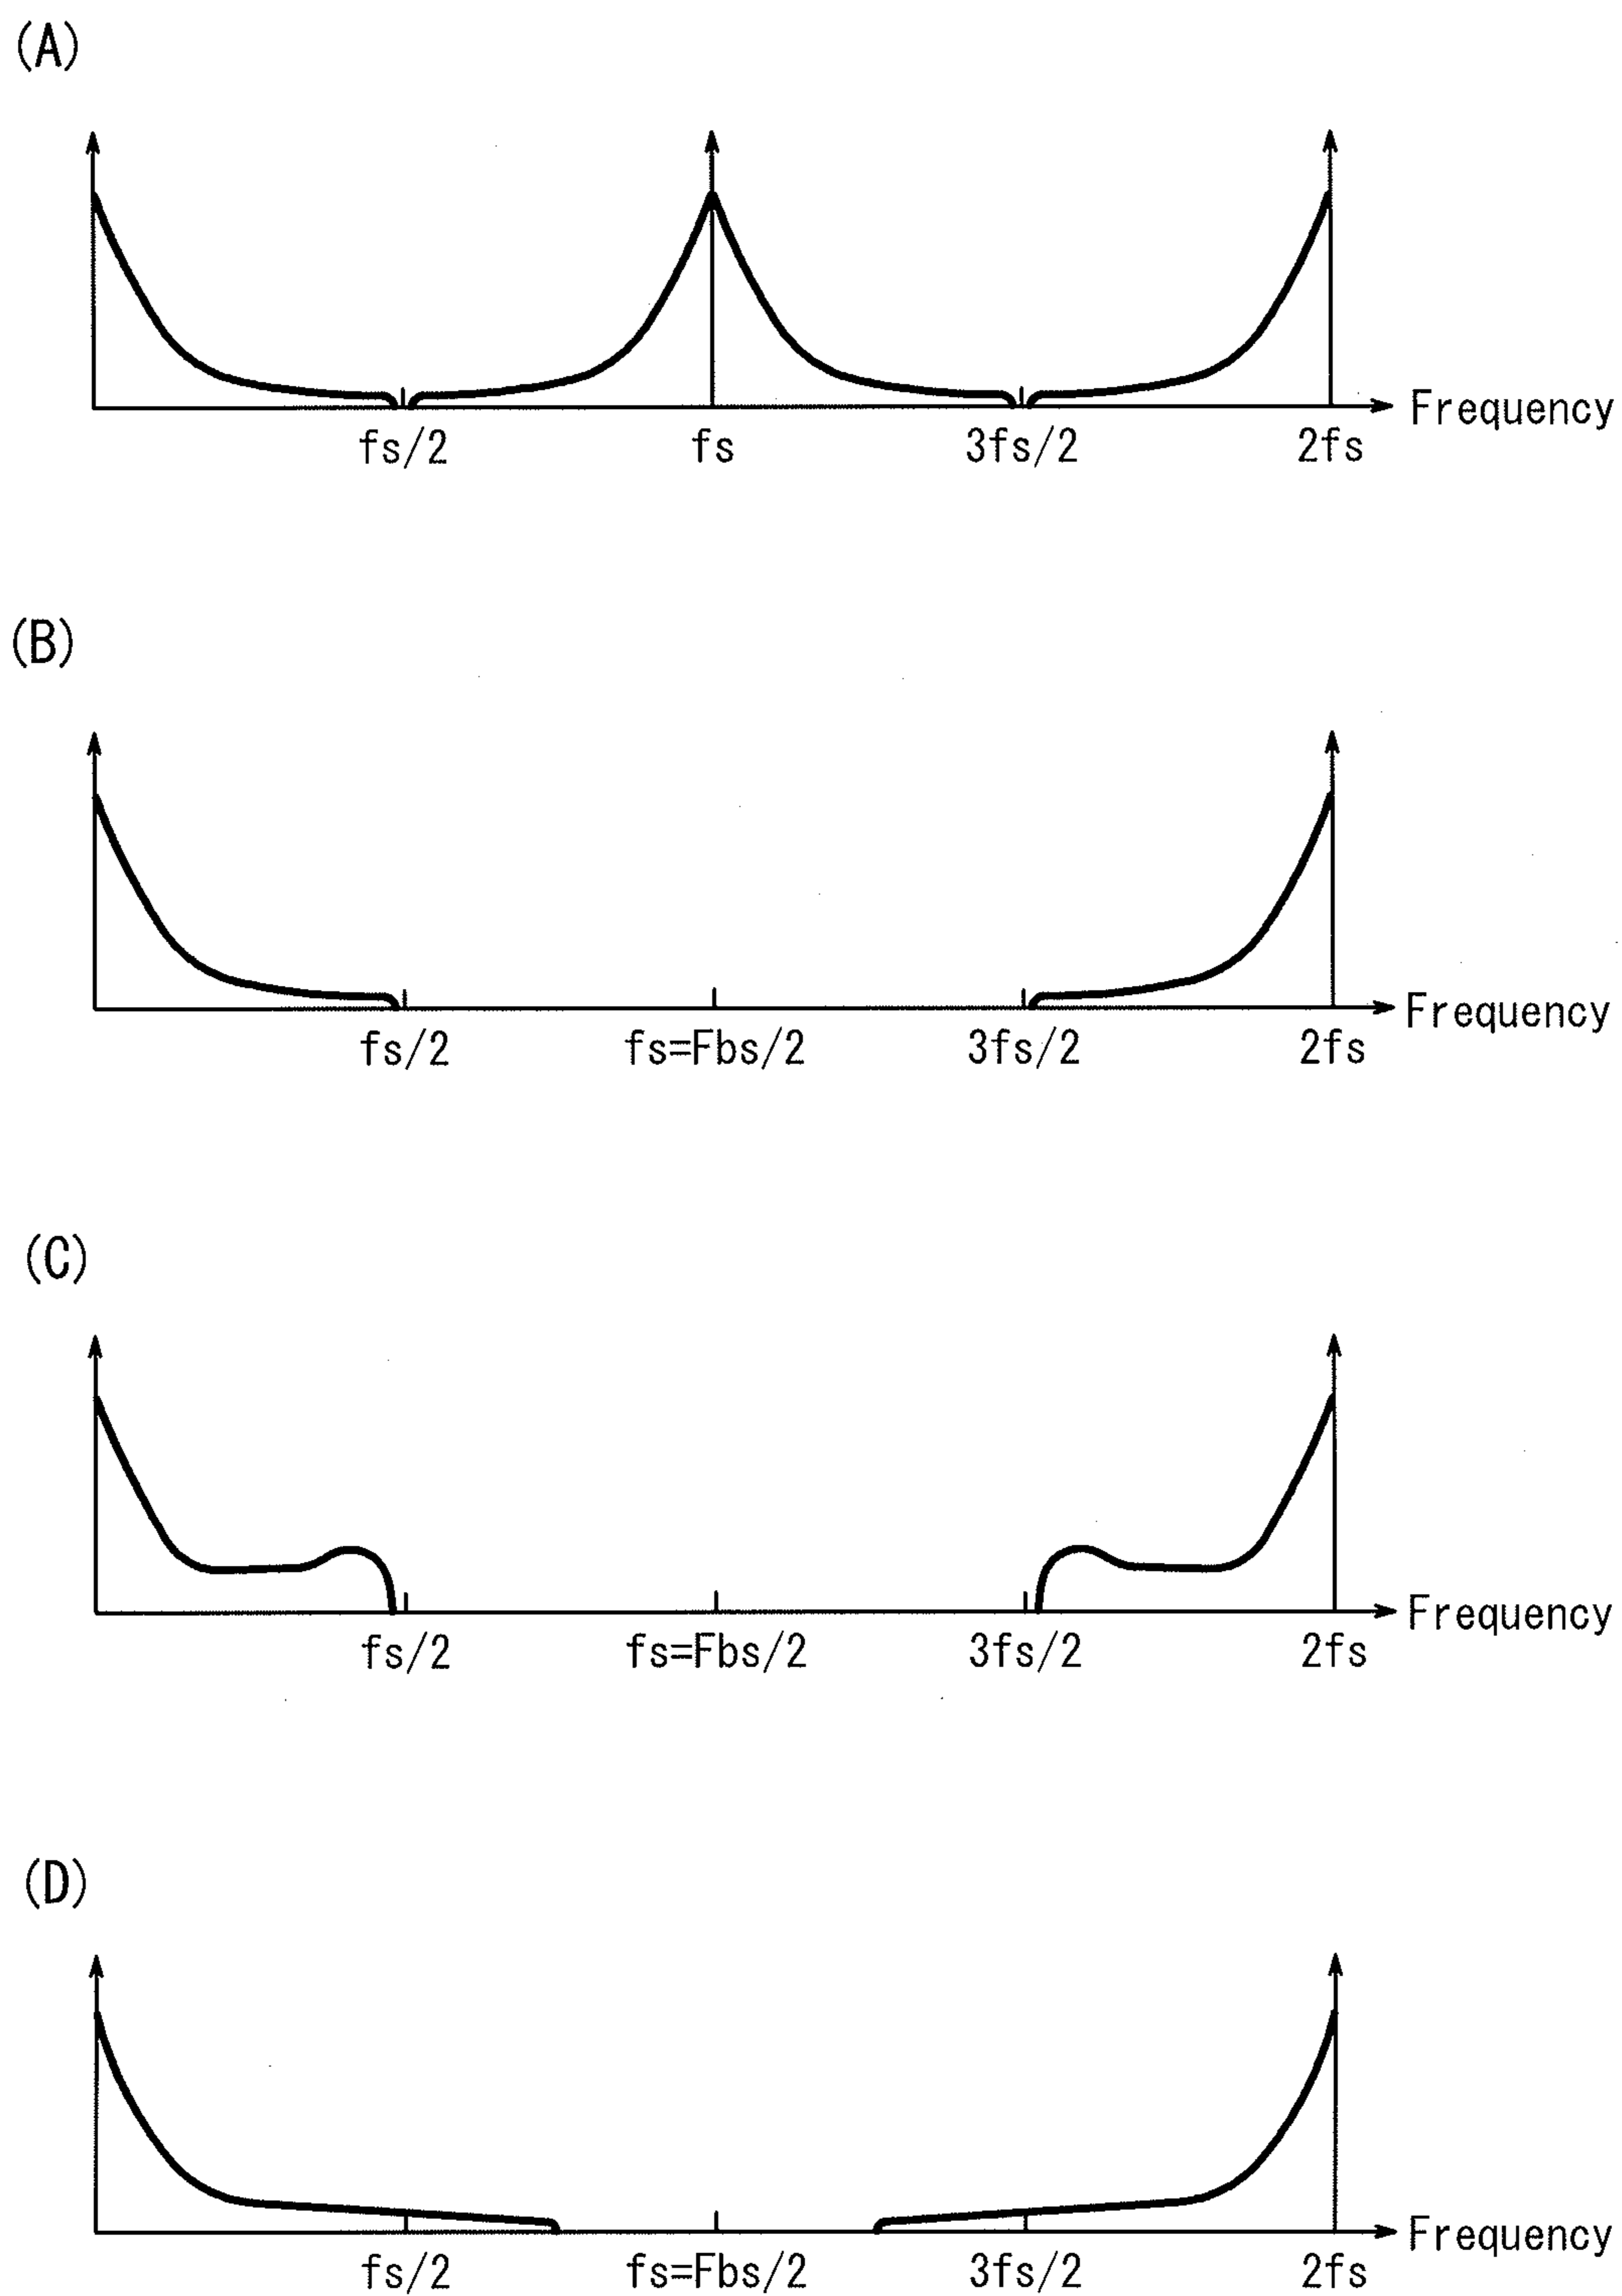 (A)
Frequency
fs/2 fs 3fs/2 2fs
(B)
Frequency
fs/2 fs=Fbs/2 3fs/2 2fs
(C)
Frequency
fs/2 fs=Fbs/2 3fs/2 2fs
(D)
Frequency
fs/2 fs=Fbs/2 3fs/2 2fs